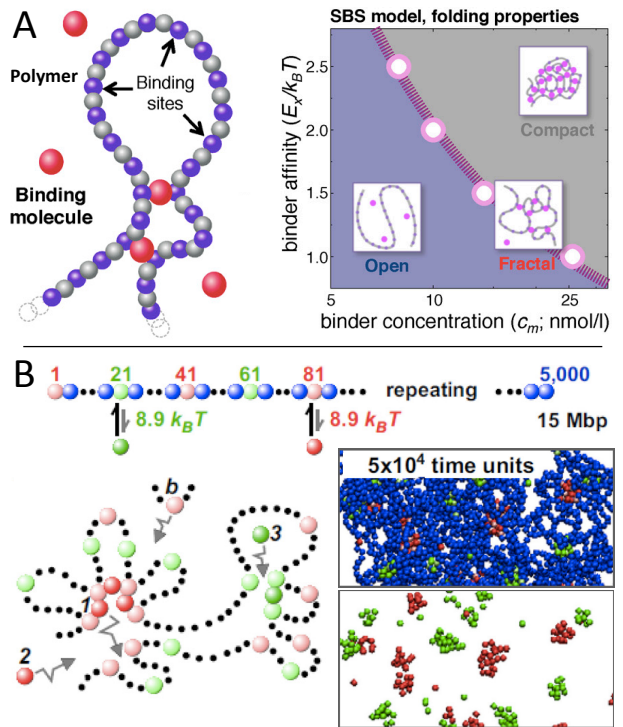 A
Polymer
Binding
sites
Binding
molecule
SBS model, folding properties
binder affinity (Ex/kBT)
2.5
2.0
1.5
1.0
Compact
Open
Fractal
5
10
25
binder concentration (cm; nmol/l)
B
1 21 41 61 81 5,000
repeating
8.9 kBT
8.9 kBT
15 Mbp
5x10⁴ time units
b
3
1
2